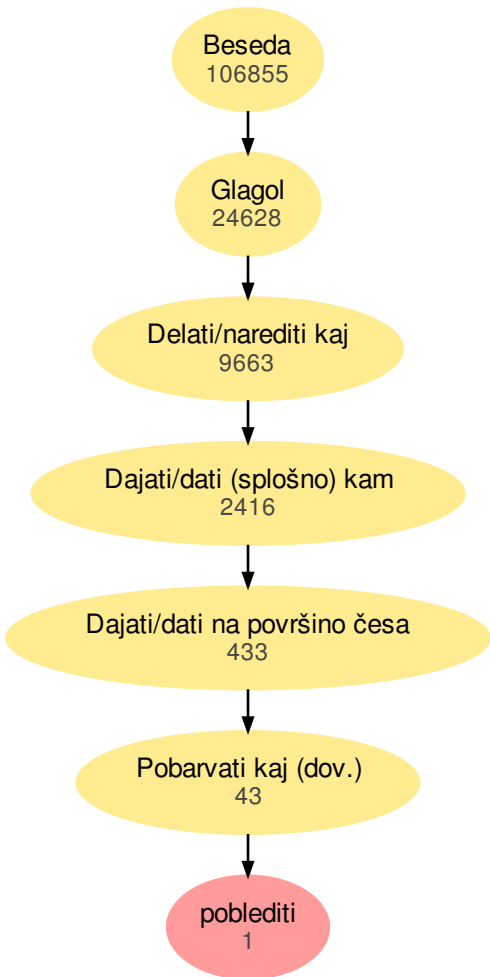 Beseda
106855
Glagol
24628
Delati/narediti kaj
9663
Dajati/dati (splošno) kam
2416
Dajati/dati na površino česa
433
Pobarvati kaj (dov.)
43
poblediti
1